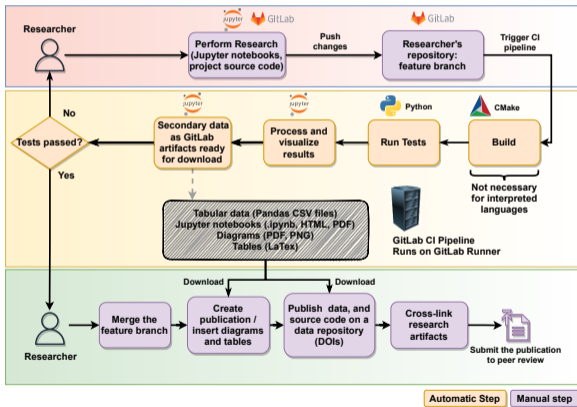 jupyter
GitLab
GitLab
Researcher
Perform Research
(Jupyter notebooks,
project source code)
Push
changes
Researcher's
repository:
feature branch
Trigger CI
pipeline
No
Tests passed?
Yes
jupyter
Secondary data
as GitLab
artifacts ready
for download
jupyter
Process and
visualize
results
Python
Run Tests
CMake
Build
Not necessary
for interpreted
languages
Tabular data (Pandas CSV files)
Jupyter notebooks (.ipynb, HTML, PDF)
Diagrams (PDF, PNG)
Tables (LaTex)
GitLab CI Pipeline
Runs on GitLab Runner
Download
Download
Researcher
Merge the
feature branch
Create
publication /
insert diagrams
and tables
Publish data, and
source code on a
data repository
(DOIs)
Cross-link
research
artifacts
Submit the publication
to peer review
Automatic Step
Manual step